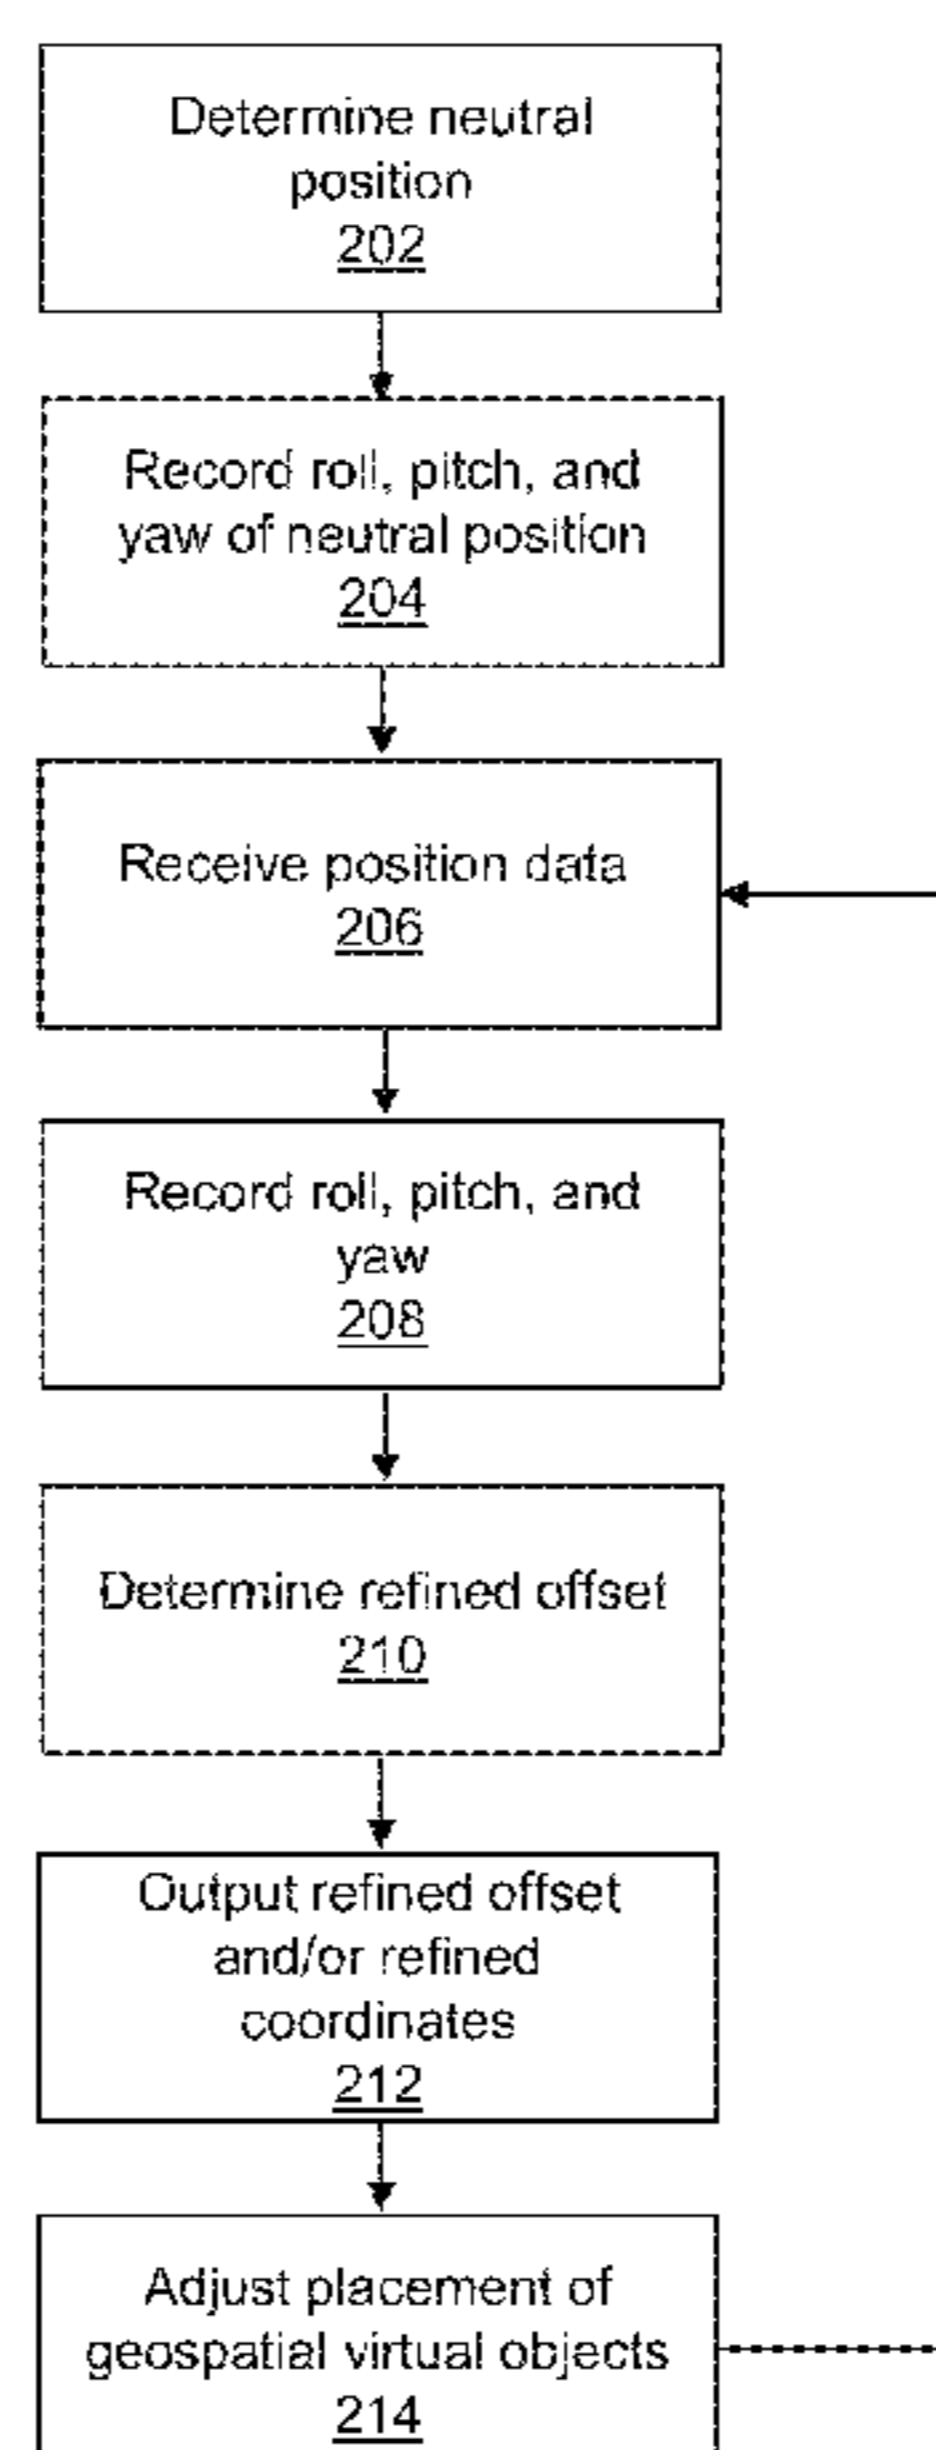 Determine neutral
position
202
Record roll, pitch, and
yaw of neutral position
204
Receive position data
206
Record roll, pitch, and
yaw
208
Determine refined offset
210
Output refined offset
and/or refined
coordinates
212
Adjust placement of
geospatial virtual objects
214